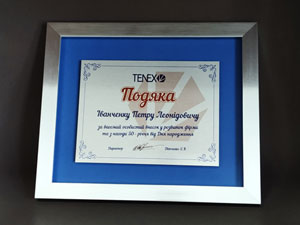 TENEX
Подяка
Іванченку Петру Леонідовичу
за вагомий особистий внесок у розвиток фірми
та з нагоди 50-річчя від Дня народження
Директор